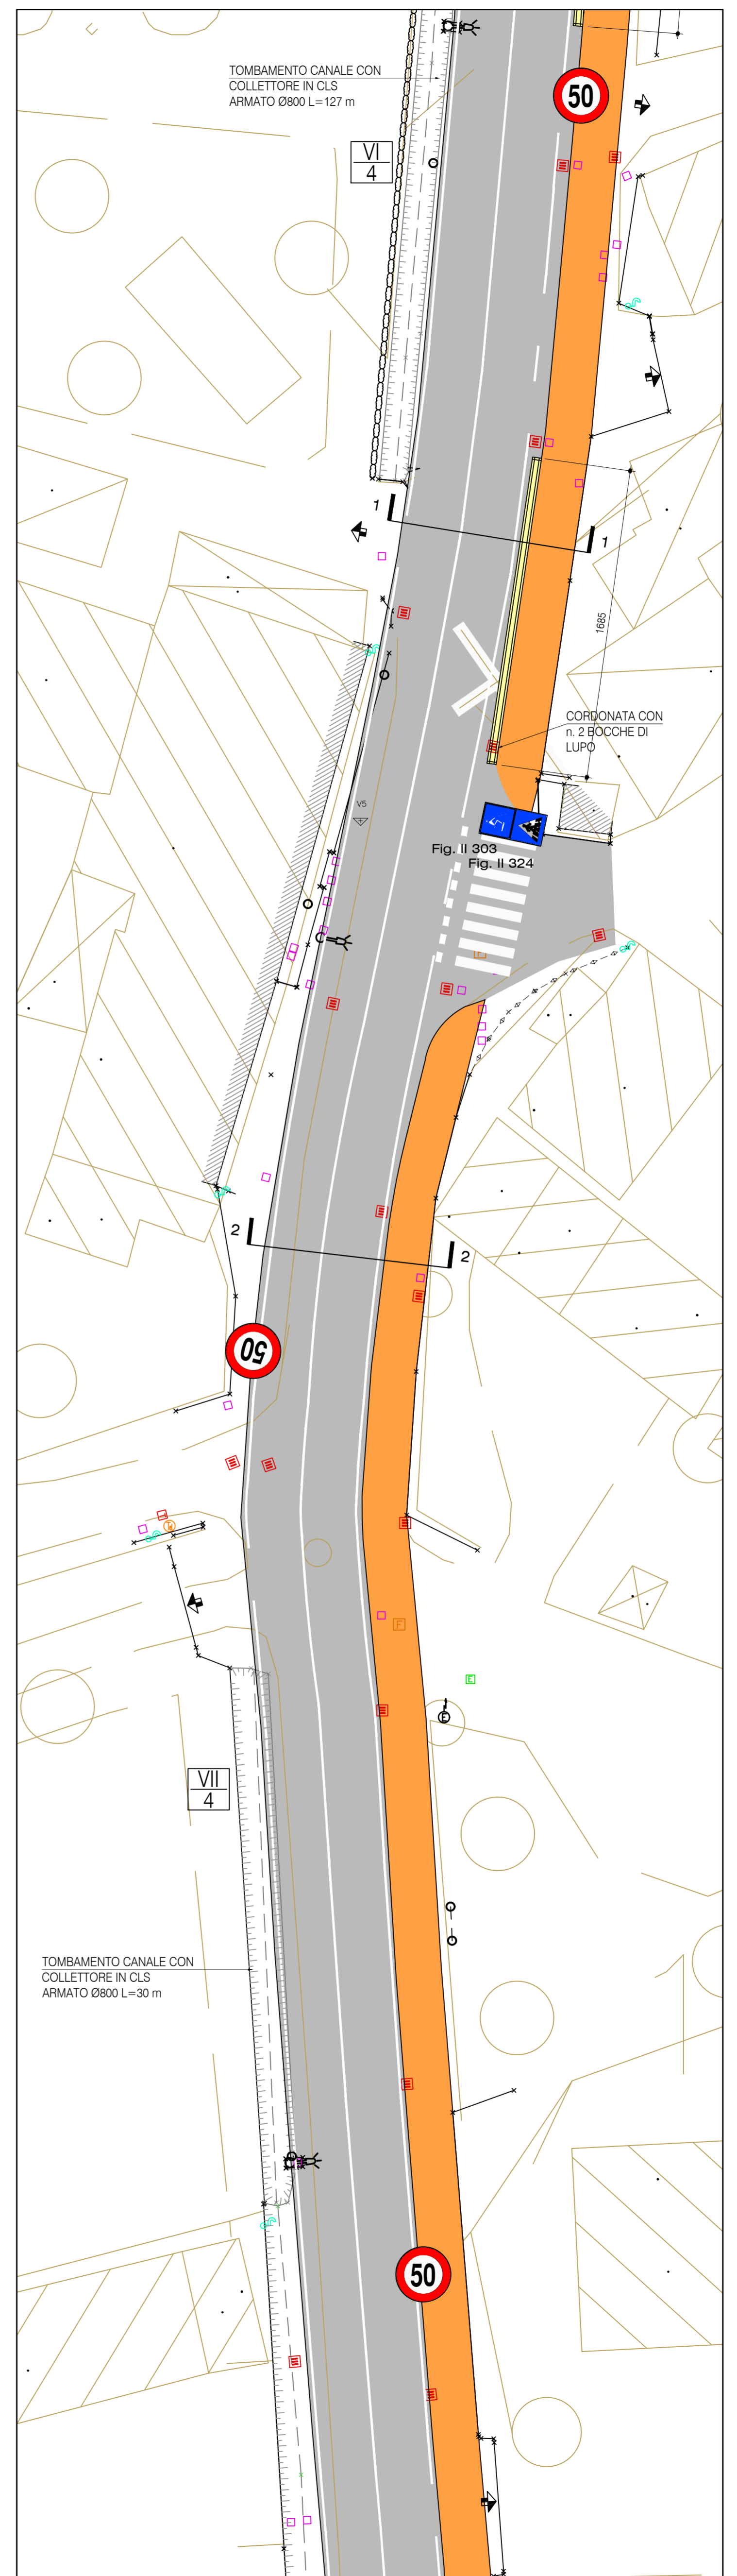 TOMBAMENTO CANALE CON
COLLETTORE IN CLS
ARMATO Ø800 L=127 m
50
VI
4
1
1
1685
CORDONATA CON
n. 2 BOCCHE DI
LUPO
V5
Fig. II 303
Fig. II 324
2
2
50
F
E
E
VII
4
TOMBAMENTO CANALE CON
COLLETTORE IN CLS
ARMATO Ø800 L=30 m
50